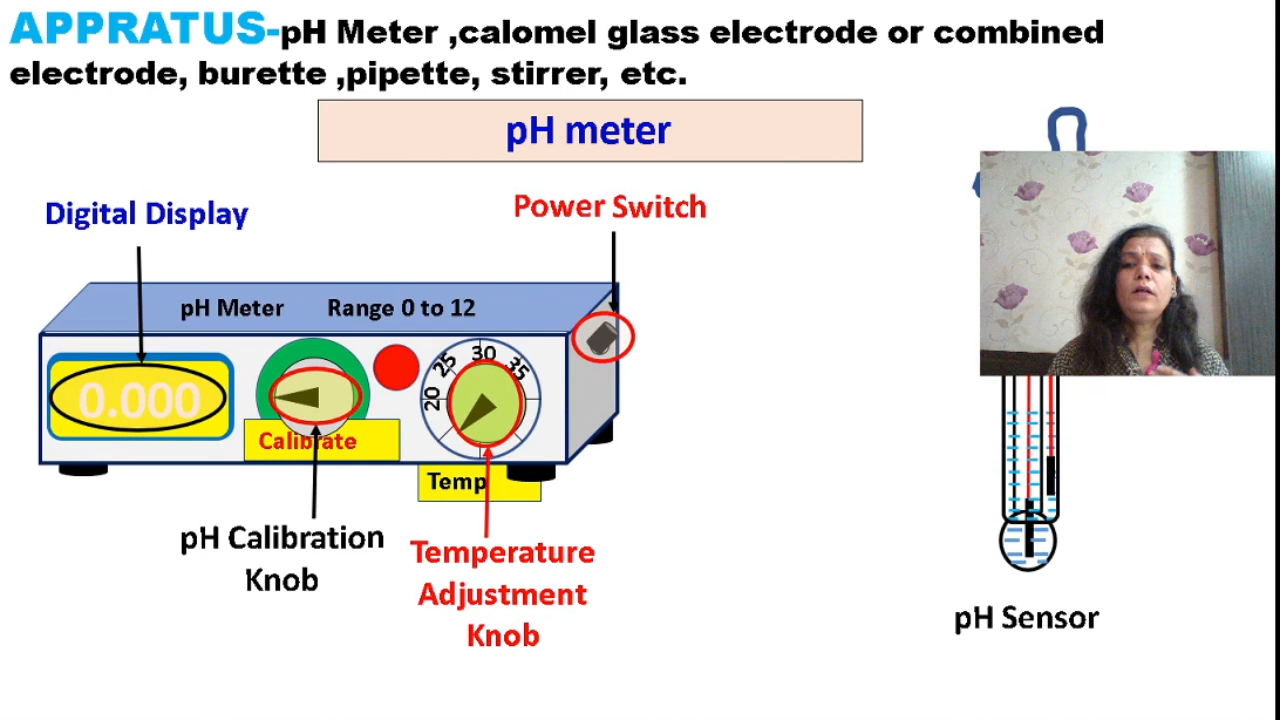 APPRATUS-pH Meter ,calomel glass electrode or combined
electrode, burette ,pipette, stirrer, etc.
pH meter
Digital Display
Power Switch
pH Meter Range 0 to 12
0.000
20 25 30 35
Calibrate
Temp
pH Calibration
Knob
Temperature
Adjustment
Knob
pH Sensor